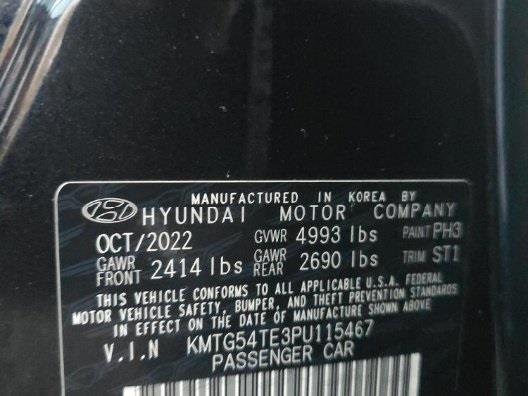 MANUFACTURED IN KOREA BY
HYUNDAI MOTOR COMPANY
OCT/2022 GVWR 4993 lbs PAINT PH3
GAWR FRONT 2414 lbs GAWR REAR 2690 lbs TRIM ST1
THIS VEHICLE CONFORMS TO ALL APPLICABLE U.S.A. FEDERAL
MOTOR VEHICLE SAFETY, BUMPER, AND THEFT PREVENTION STANDARDS
IN EFFECT ON THE DATE OF MANUFACTURE SHOWN ABOVE
V.I.N KMTG54TE3PU115467
PASSENGER CAR